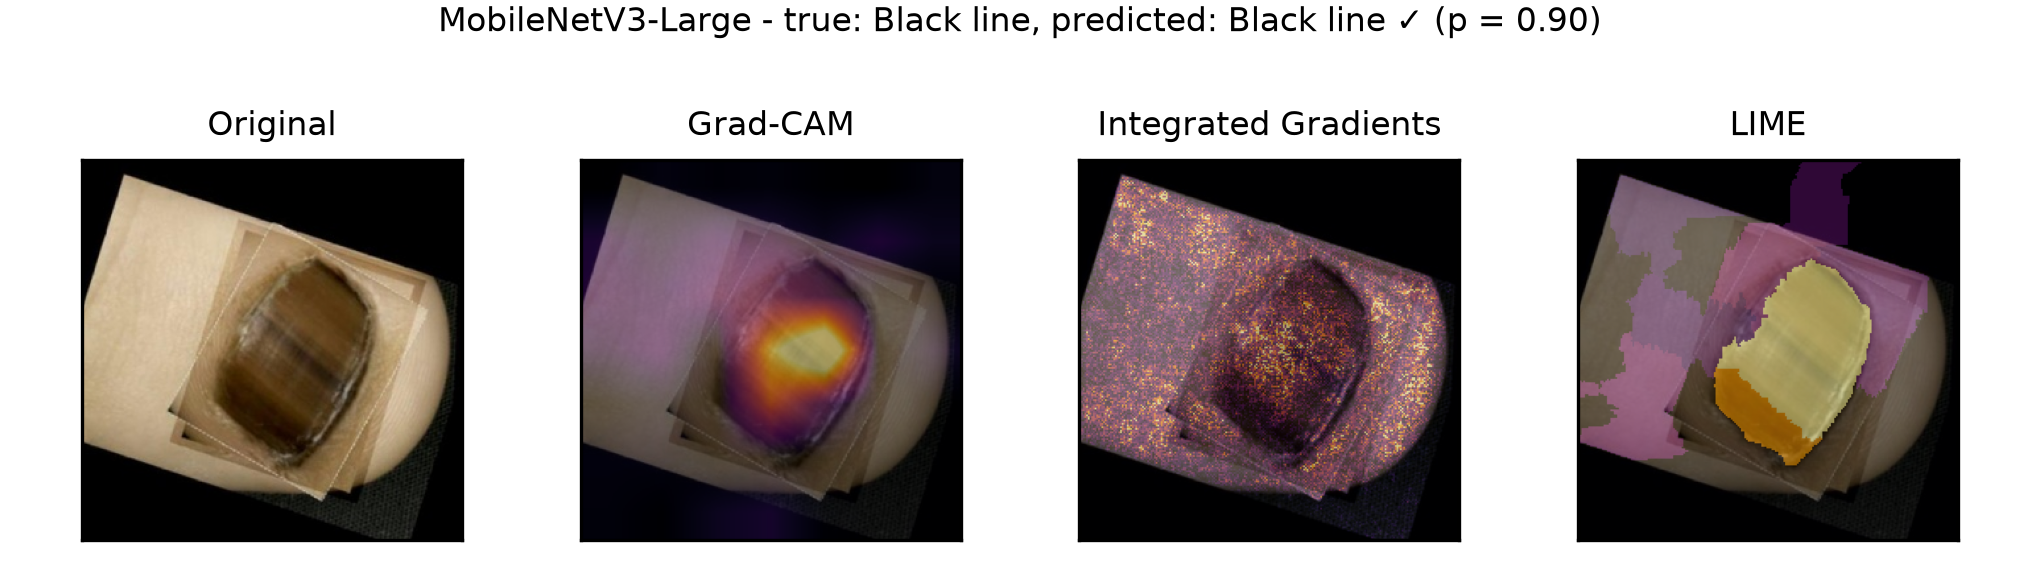 MobileNetV3-Large - true: Black line, predicted: Black line ✓ (p = 0.90)
Original
Grad-CAM
Integrated Gradients
LIME